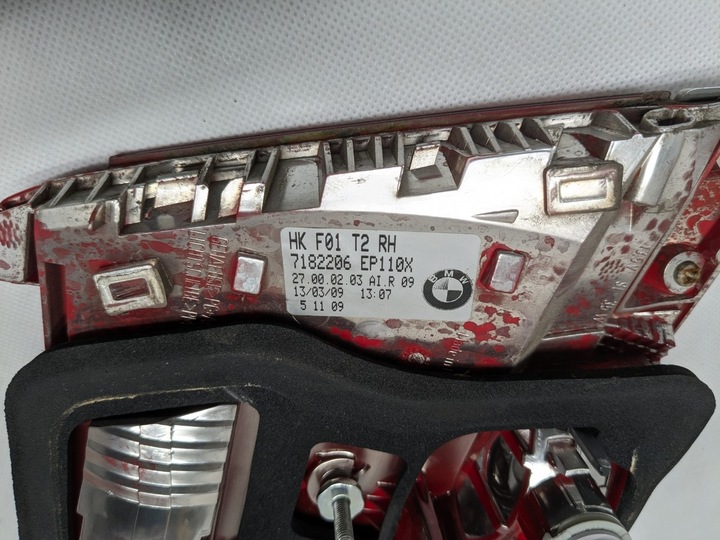 HK F01 T2 RH
7182206 EP110X
27.00.02.03 AI.R 09
13/03/09 13:07
5 11 09
BMW